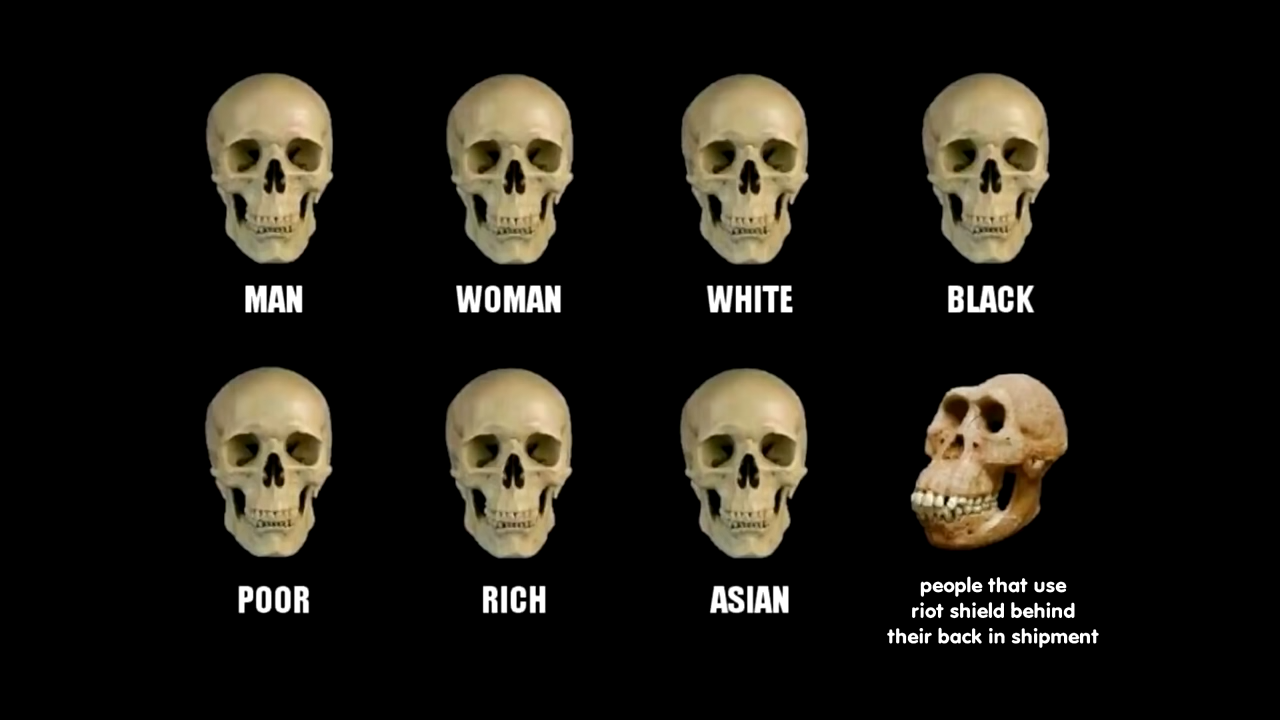 MAN
WOMAN
WHITE
BLACK
POOR
RICH
ASIAN
people that use
riot shield behind
their back in shipment